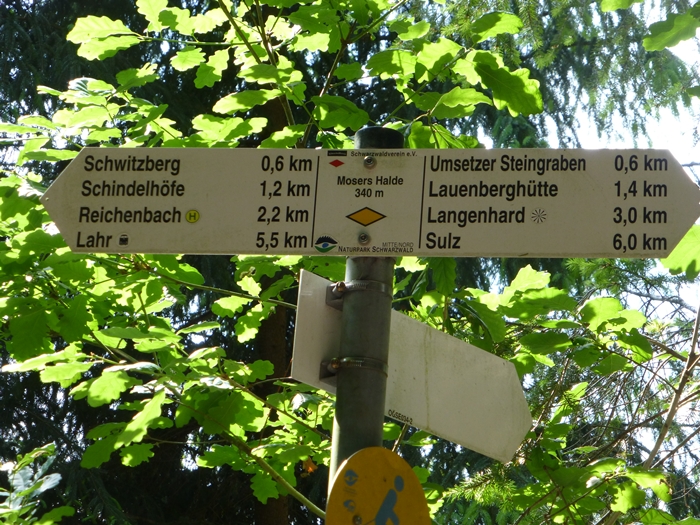 Schwarzwaldverein e.V.
Schwitzberg 0,6 km
Schindelhöfe 1,2 km
Reichenbach H 2,2 km
Lahr 5,5 km
Mosers Halde
340 m
MITTE/NORD
NATURPARK SCHWARZWALD
Umsetzer Steingraben 0,6 km
Lauenberghütte 1,4 km
Langenhard 3,0 km
Sulz 6,0 km